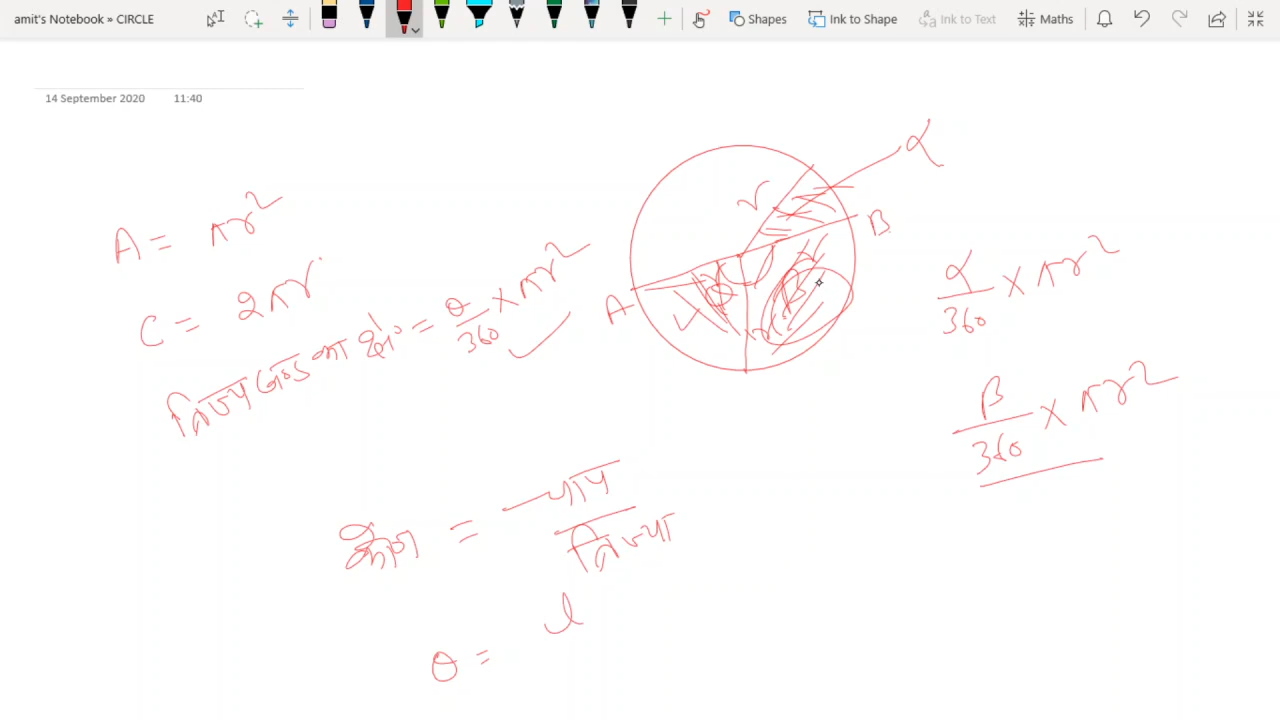 amit's Notebook » CIRCLE
Shapes
Ink to Shape
Ink to Text
Maths
14 September 2020 11:40
A = πr²
C = 2πr
त्रिज्यखण्ड का क्षे० = θ/360 × πr²
A
B
r
α
θ
β
α/360 × πr²
β/360 × πr²
कोण = चाप/त्रिज्या
θ = l